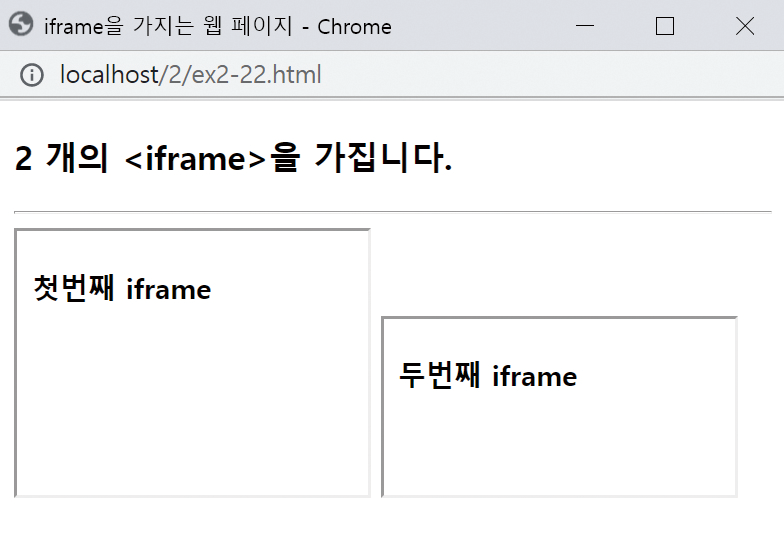 iframe을 가지는 웹 페이지 - Chrome
localhost/2/ex2-22.html
2 개의 <iframe>을 가집니다.
첫번째 iframe
두번째 iframe